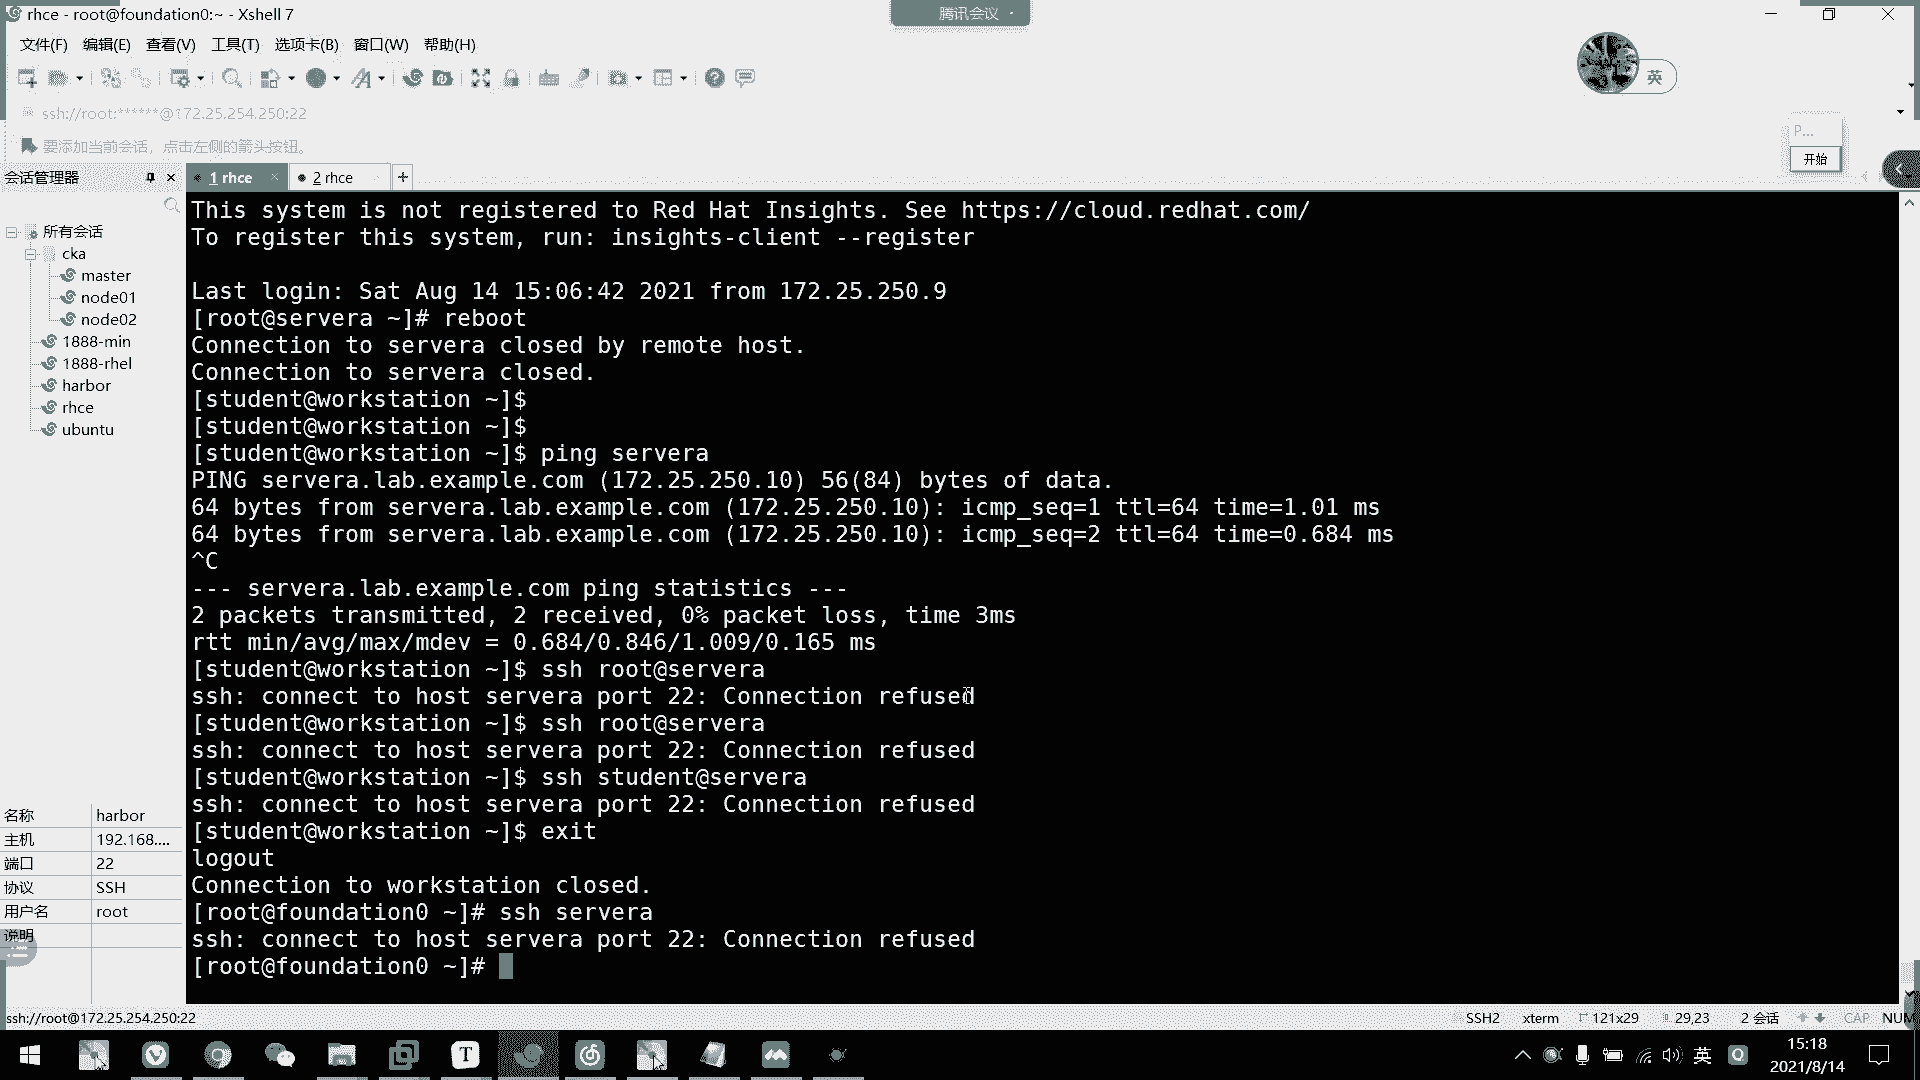 rhce - root@foundation0:~ - Xshell 7
腾讯会议
文件(F) 编辑(E) 查看(V) 工具(T) 选项卡(B) 窗口(W) 帮助(H)
英
ssh://root:******@172.25.254.250:22
P...
要添加当前会话，点击左侧的箭头按钮。
开始
会话管理器
1 rhce
2 rhce
所有会话
cka
master
node01
node02
1888-min
1888-rhel
harbor
rhce
ubuntu
名称 harbor
主机 192.168....
端口 22
协议 SSH
用户名 root
说明
This system is not registered to Red Hat Insights. See https://cloud.redhat.com/
To register this system, run: insights-client --register
Last login: Sat Aug 14 15:06:42 2021 from 172.25.250.9
[root@servera ~]# reboot
Connection to servera closed by remote host.
Connection to servera closed.
[student@workstation ~]$
[student@workstation ~]$
[student@workstation ~]$ ping servera
PING servera.lab.example.com (172.25.250.10) 56(84) bytes of data.
64 bytes from servera.lab.example.com (172.25.250.10): icmp_seq=1 ttl=64 time=1.01 ms
64 bytes from servera.lab.example.com (172.25.250.10): icmp_seq=2 ttl=64 time=0.684 ms
^C
--- servera.lab.example.com ping statistics ---
2 packets transmitted, 2 received, 0% packet loss, time 3ms
rtt min/avg/max/mdev = 0.684/0.846/1.009/0.165 ms
[student@workstation ~]$ ssh root@servera
ssh: connect to host servera port 22: Connection refused
[student@workstation ~]$ ssh root@servera
ssh: connect to host servera port 22: Connection refused
[student@workstation ~]$ ssh student@servera
ssh: connect to host servera port 22: Connection refused
[student@workstation ~]$ exit
logout
Connection to workstation closed.
[root@foundation0 ~]# ssh servera
ssh: connect to host servera port 22: Connection refused
[root@foundation0 ~]#
ssh://root@172.25.254.250:22
SSH2 xterm 121x29 29,23 2 会话 CAP NUM
T
英
15:18
2021/8/14